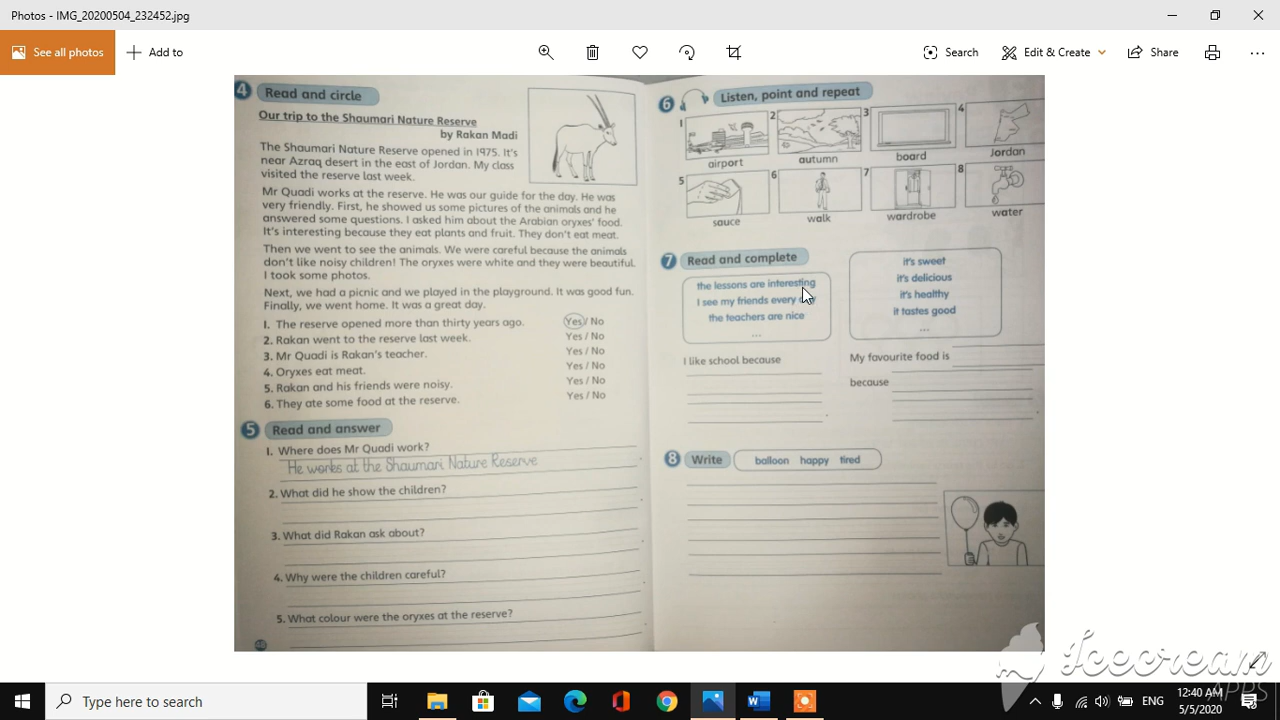 Photos - IMG_20200504_232452.jpg
See all photos
Add to
Search
Edit & Create
Share
4 Read and circle
Our trip to the Shaumari Nature Reserve
by Rakan Madi
The Shaumari Nature Reserve opened in 1975. It's
near Azraq desert in the east of Jordan. My class
visited the reserve last week.
Mr Quadi works at the reserve. He was our guide for the day. He was
very friendly. First, he showed us some pictures of the animals and he
answered some questions. I asked him about the Arabian oryxes' food.
It's interesting because they eat plants and fruit. They don't eat meat.
Then we went to see the animals. We were careful because the animals
don't like noisy children! The oryxes were white and they were beautiful.
I took some photos.
Next, we had a picnic and we played in the playground. It was good fun.
Finally, we went home. It was a great day.
1. The reserve opened more than thirty years ago. Yes / No
2. Rakan went to the reserve last week. Yes / No
3. Mr Quadi is Rakan's teacher. Yes / No
4. Oryxes eat meat. Yes / No
5. Rakan and his friends were noisy. Yes / No
6. They ate some food at the reserve. Yes / No
5 Read and answer
1. Where does Mr Quadi work?
He works at the Shaumari Nature Reserve
2. What did he show the children?
3. What did Rakan ask about?
4. Why were the children careful?
5. What colour were the oryxes at the reserve?
48
6 Listen, point and repeat
1 2 3 4
airport autumn board Jordan
5 6 7 8
sauce walk wardrobe water
7 Read and complete
the lessons are interesting
I see my friends every
the teachers are nice
...
it's sweet
it's delicious
it's healthy
it tastes good
...
I like school because
My favourite food is
because
8 Write balloon happy tired
Icecream
APPS
Type here to search
ENG
12:40 AM
5/5/2020